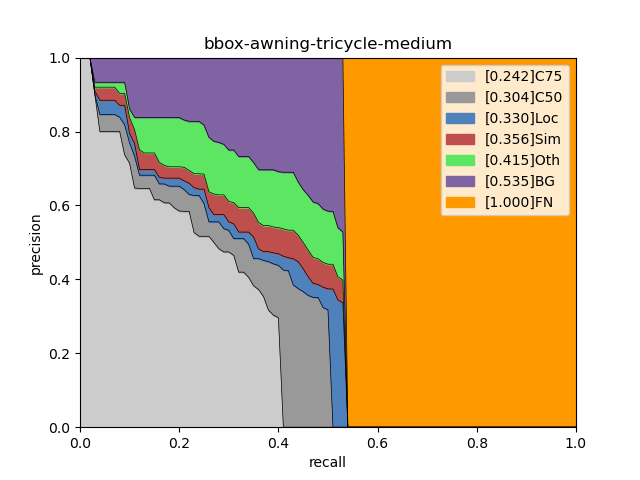 bbox-awning-tricycle-medium
precision
1.0
0.8
0.6
0.4
0.2
0.0
[0.242]C75
[0.304]C50
[0.330]Loc
[0.356]Sim
[0.415]Oth
[0.535]BG
[1.000]FN
0.0 0.2 0.4 0.6 0.8 1.0
recall